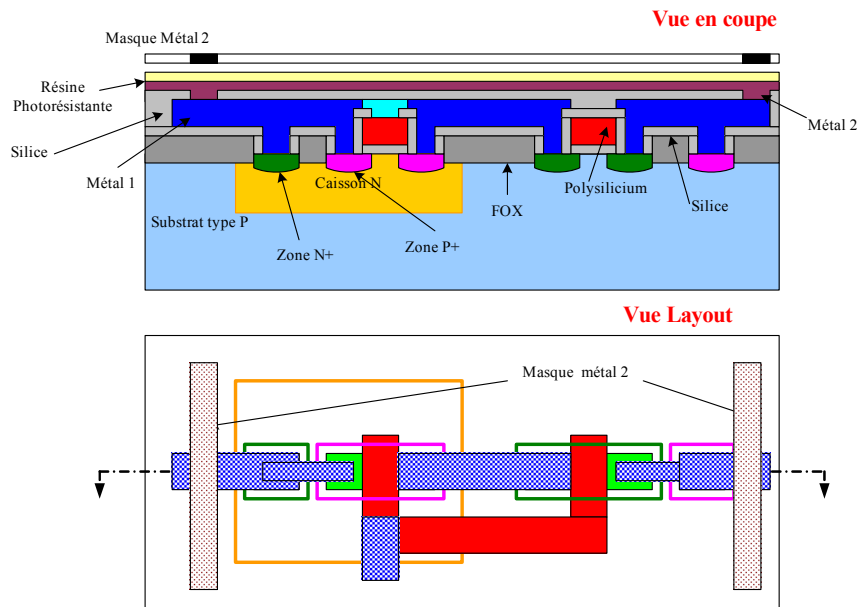 Vue en coupe
Masque Métal 2
Résine
Photorésistante
Silice
Métal 1
Métal 2
Polysilicium
Silice
Caisson N
FOX
Substrat type P
Zone N+
Zone P+
Vue Layout
Masque métal 2